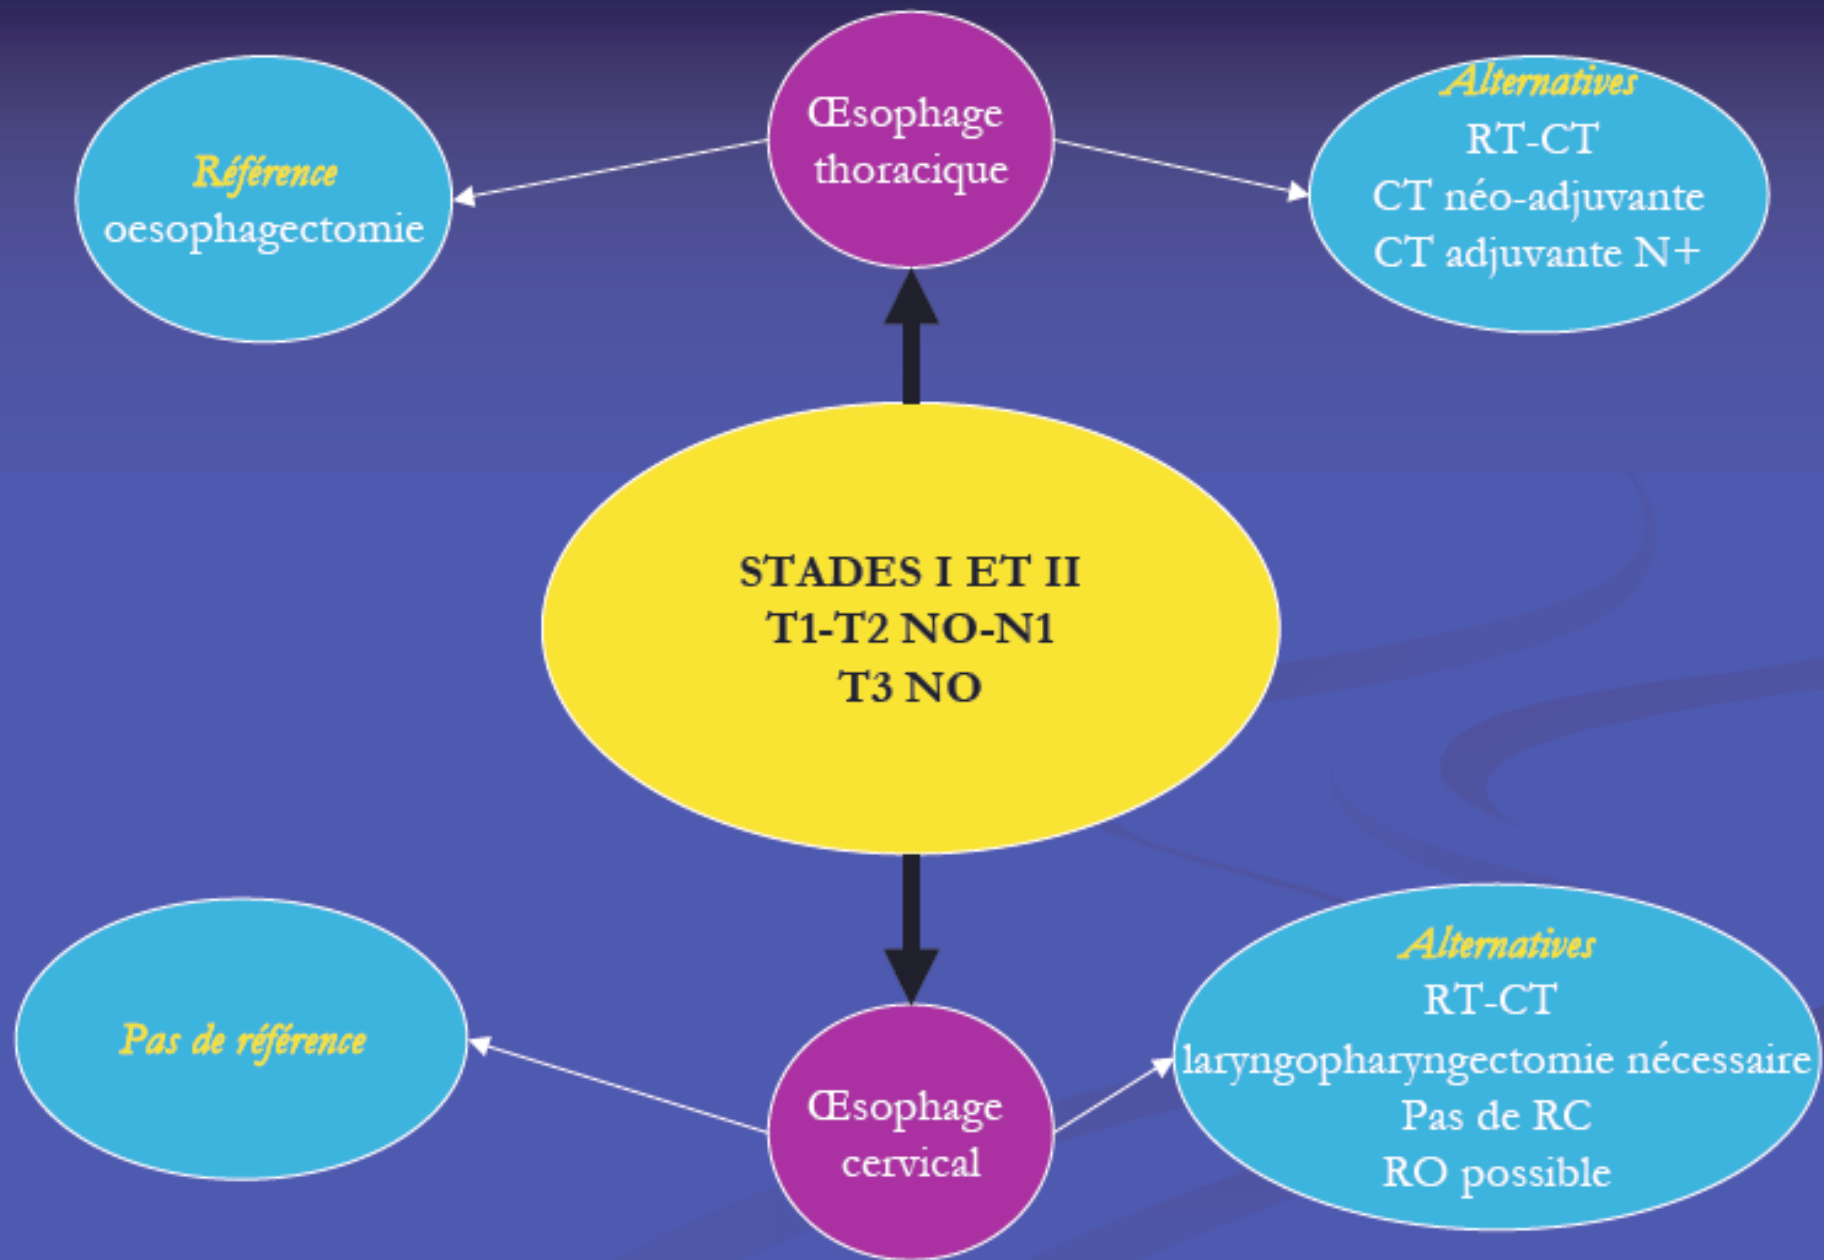 Œsophage
thoracique
Référence
oesophagectomie
Alternatives
RT-CT
CT néo-adjuvante
CT adjuvante N+
STADES I ET II
T1-T2 NO-N1
T3 NO
Pas de référence
Œsophage
cervical
Alternatives
RT-CT
laryngopharyngectomie nécessaire
Pas de RC
RO possible